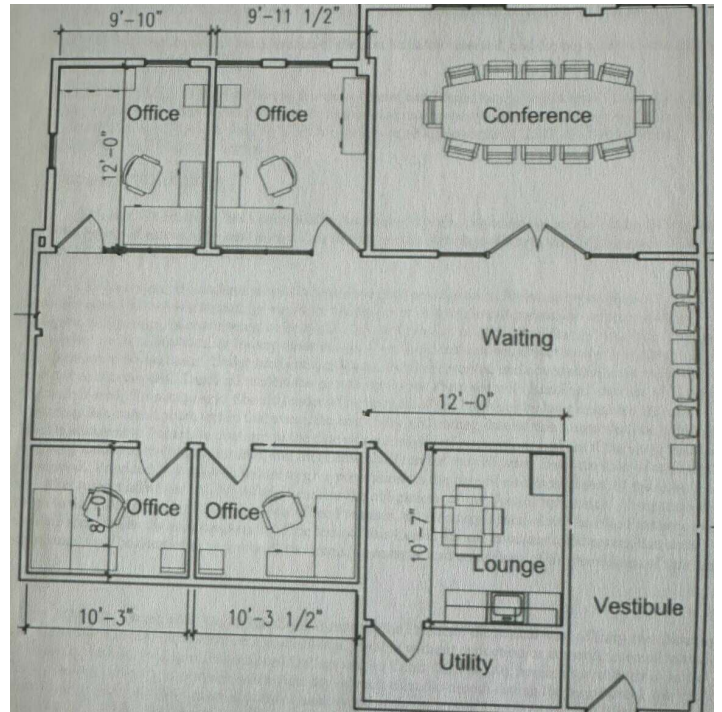 9'-10"
9'-11 1/2"
Office
Office
Conference
12'-0"
Waiting
12'-0"
Office
Office
8'-0"
10'-7"
Lounge
10'-3"
10'-3 1/2"
Vestibule
Utility